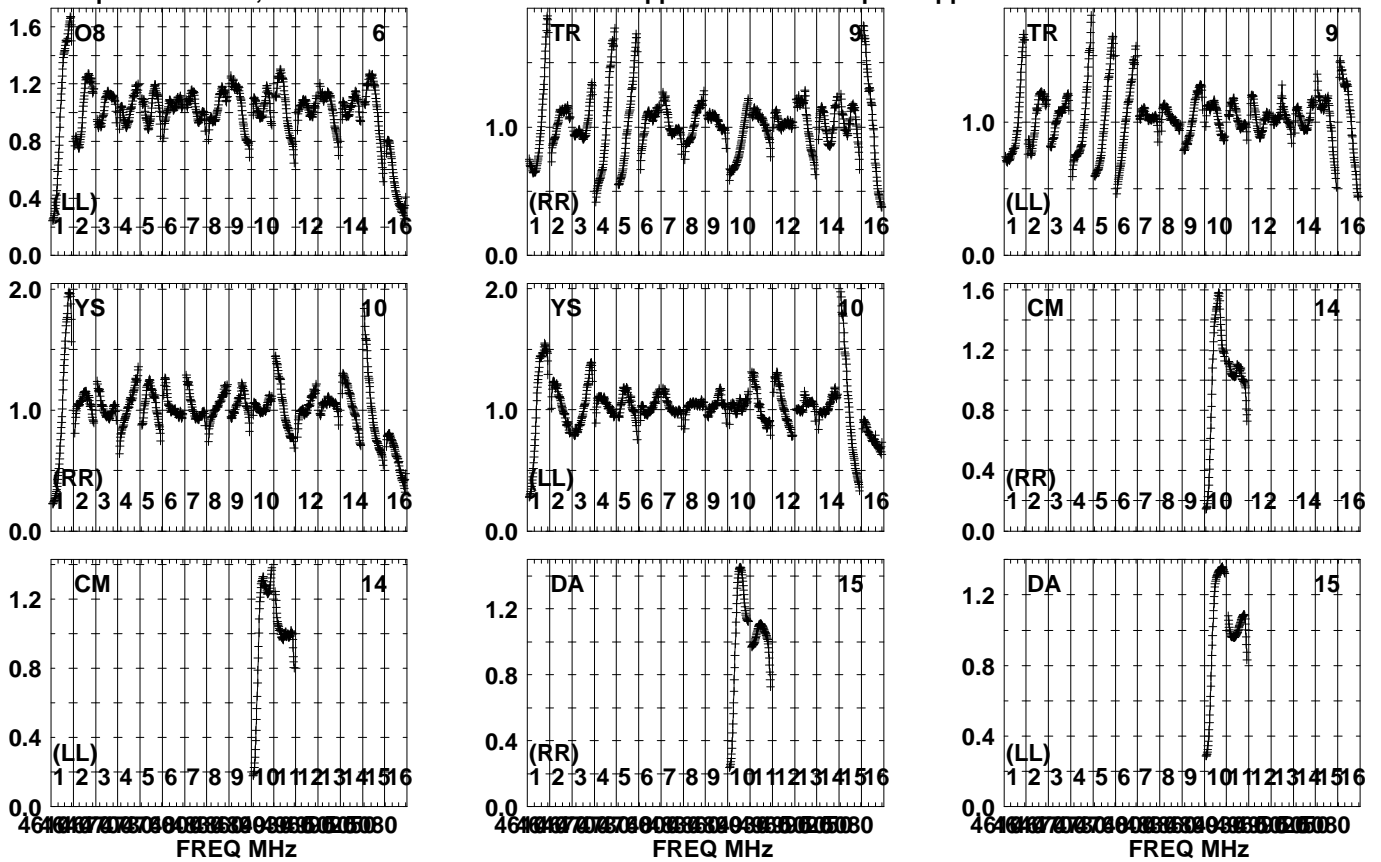 1.6 O8 6
1.2
0.8
0.4 (LL)
1 2 3 4 5 6 7 8 9 10 12 14 16
0.0
TR 9
1.0
(RR)
1 2 3 4 5 6 7 8 9 10 12 14 16
0.0
TR 9
1.0
(LL)
1 2 3 4 5 6 7 8 9 10 12 14 16
0.0
2.0 YS 10
1.0
(RR)
1 2 3 4 5 6 7 8 9 10 12 14 16
0.0
2.0 YS 10
1.0
(LL)
1 2 3 4 5 6 7 8 9 10 12 14 16
0.0
1.6 CM 14
1.2
0.8
0.4 (RR)
1 2 3 4 5 6 7 8 9 10 12 14 16
0.0
CM 14
1.2
0.8
0.4 (LL)
1 2 3 4 5 6 7 8 9 10 11 12 13 14 15 16
0.0
FREQ MHz
DA 15
1.2
0.8
0.4 (RR)
1 2 3 4 5 6 7 8 9 10 11 12 13 14 15 16
0.0
FREQ MHz
DA 15
1.2
0.8
0.4 (LL)
1 2 3 4 5 6 7 8 9 10 11 12 13 14 15 16
0.0
FREQ MHz